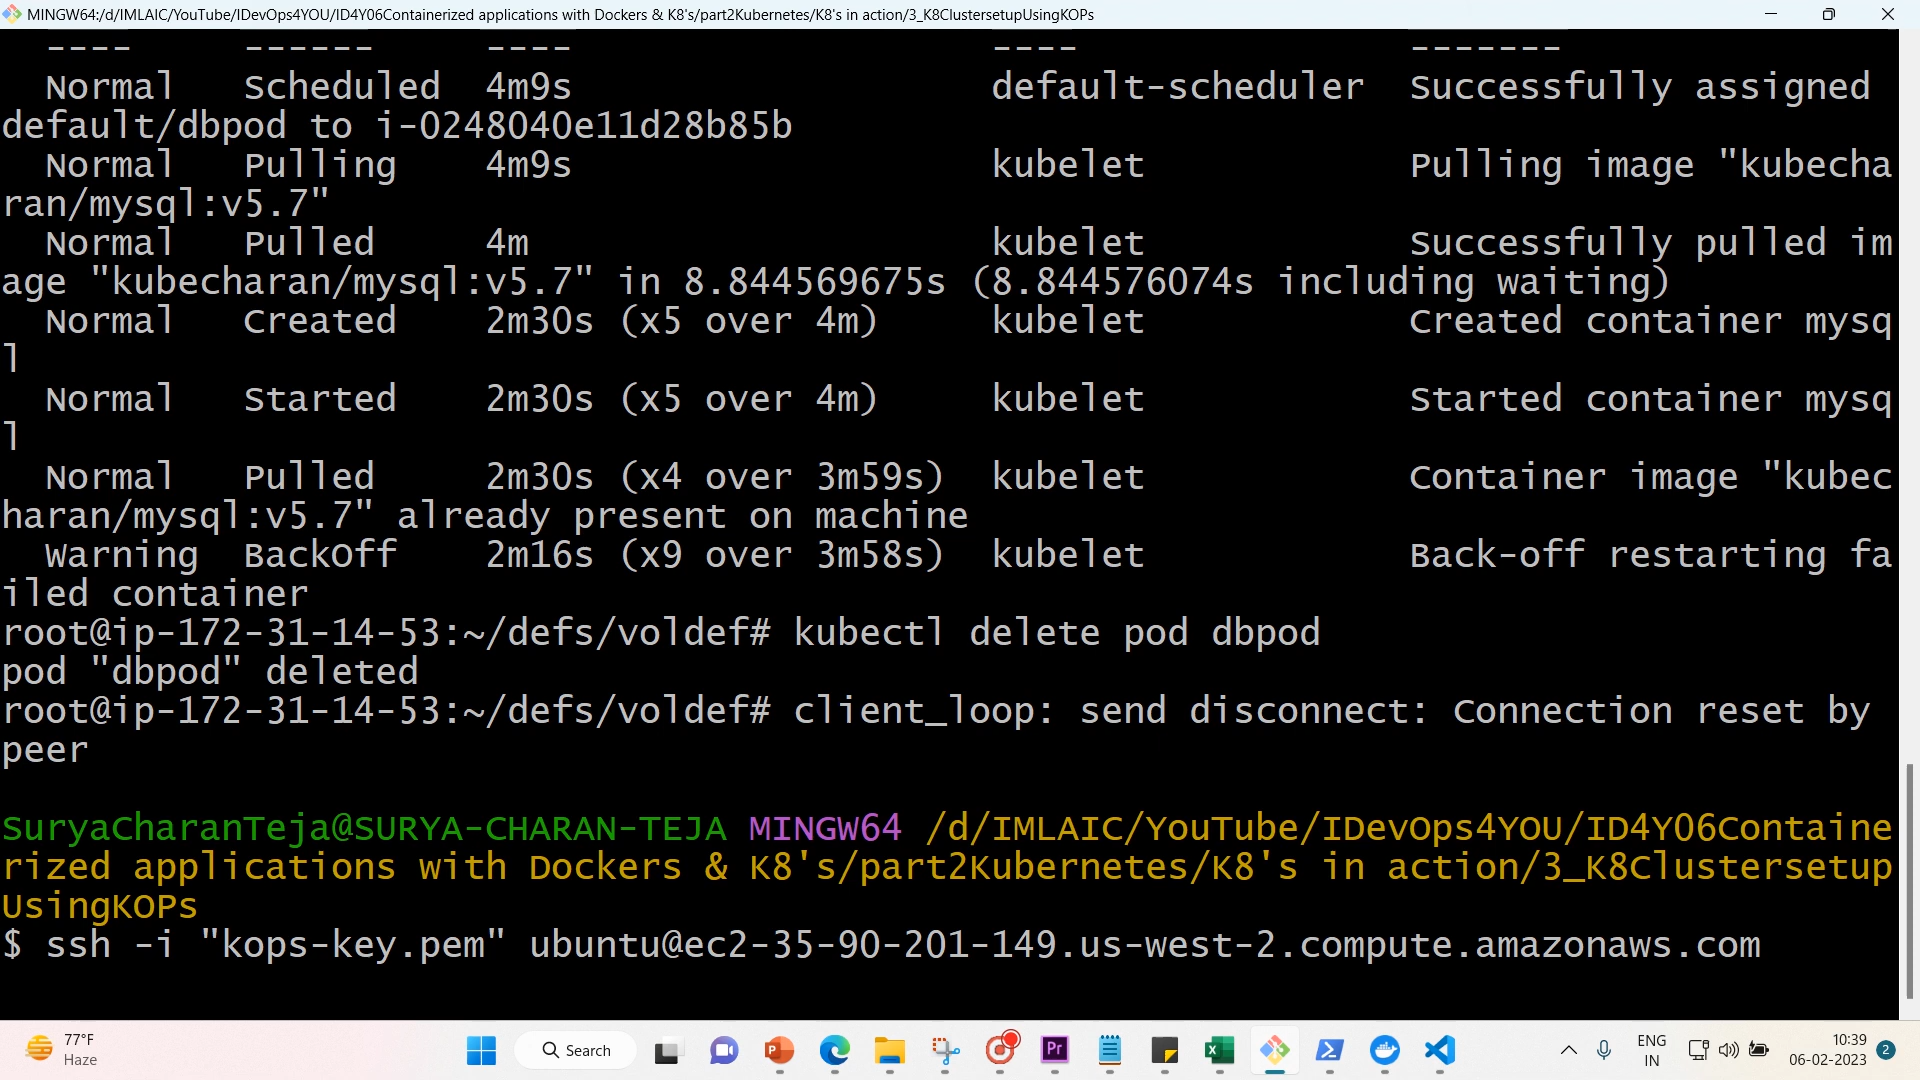 MINGW64:/d/IMLAIC/YouTube/IDevOps4YOU/ID4Y06Containerized applications with Dockers & K8's/part2Kubernetes/K8's in action/3_K8ClustersetupUsingKOPs
----     ------     ----     ----     -------
Normal   Scheduled  4m9s     default-scheduler  Successfully assigned
default/dbpod to i-0248040e11d28b85b
Normal   Pulling    4m9s     kubelet     Pulling image "kubecha
ran/mysql:v5.7"
Normal   Pulled     4m     kubelet     Successfully pulled im
age "kubecharan/mysql:v5.7" in 8.844569675s (8.844576074s including waiting)
Normal   Created    2m30s (x5 over 4m)     kubelet     Created container mysq
l
Normal   Started    2m30s (x5 over 4m)     kubelet     Started container mysq
l
Normal   Pulled     2m30s (x4 over 3m59s)  kubelet     Container image "kubec
haran/mysql:v5.7" already present on machine
Warning  BackOff    2m16s (x9 over 3m58s)  kubelet     Back-off restarting fa
iled container
root@ip-172-31-14-53:~/defs/voldef# kubectl delete pod dbpod
pod "dbpod" deleted
root@ip-172-31-14-53:~/defs/voldef# client_loop: send disconnect: Connection reset by
peer
SuryaCharanTeja@SURYA-CHARAN-TEJA MINGW64 /d/IMLAIC/YouTube/IDevOps4YOU/ID4Y06Containe
rized applications with Dockers & K8's/part2Kubernetes/K8's in action/3_K8Clustersetup
UsingKOPs
$ ssh -i "kops-key.pem" ubuntu@ec2-35-90-201-149.us-west-2.compute.amazonaws.com
77°F
Haze
Search
P
Pr
X
ENG
IN
10:39
06-02-2023
2